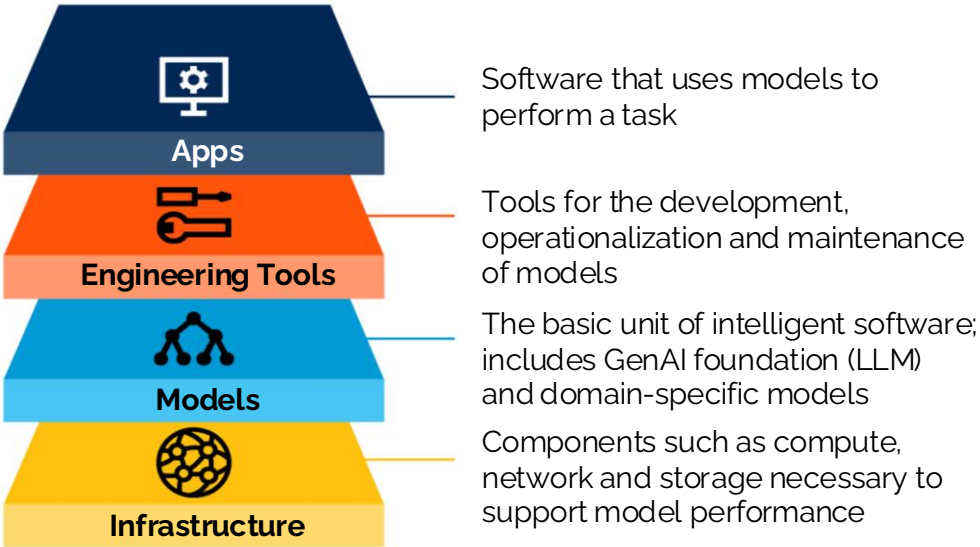 Apps
Software that uses models to
perform a task
Engineering Tools
Tools for the development,
operationalization and maintenance
of models
Models
The basic unit of intelligent software;
includes GenAI foundation (LLM)
and domain-specific models
Infrastructure
Components such as compute,
network and storage necessary to
support model performance